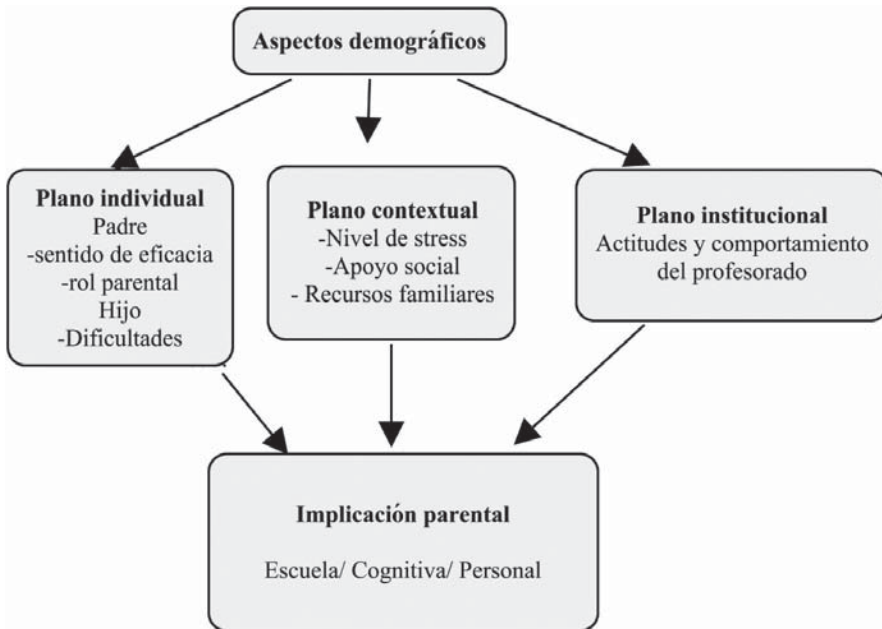 Aspectos demográficos
Plano individual
Padre
-sentido de eficacia
-rol parental
Hijo
-Dificultades
Plano contextual
-Nivel de stress
-Apoyo social
- Recursos familiares
Plano institucional
Actitudes y comportamiento
del profesorado
Implicación parental
Escuela/ Cognitiva/ Personal